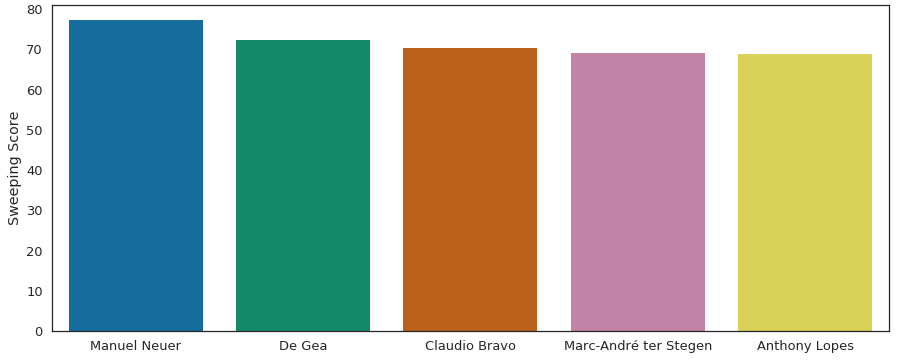 80
70
60
50
40
30
20
10
0
Sweeping Score
Manuel Neuer
De Gea
Claudio Bravo
Marc-André ter Stegen
Anthony Lopes